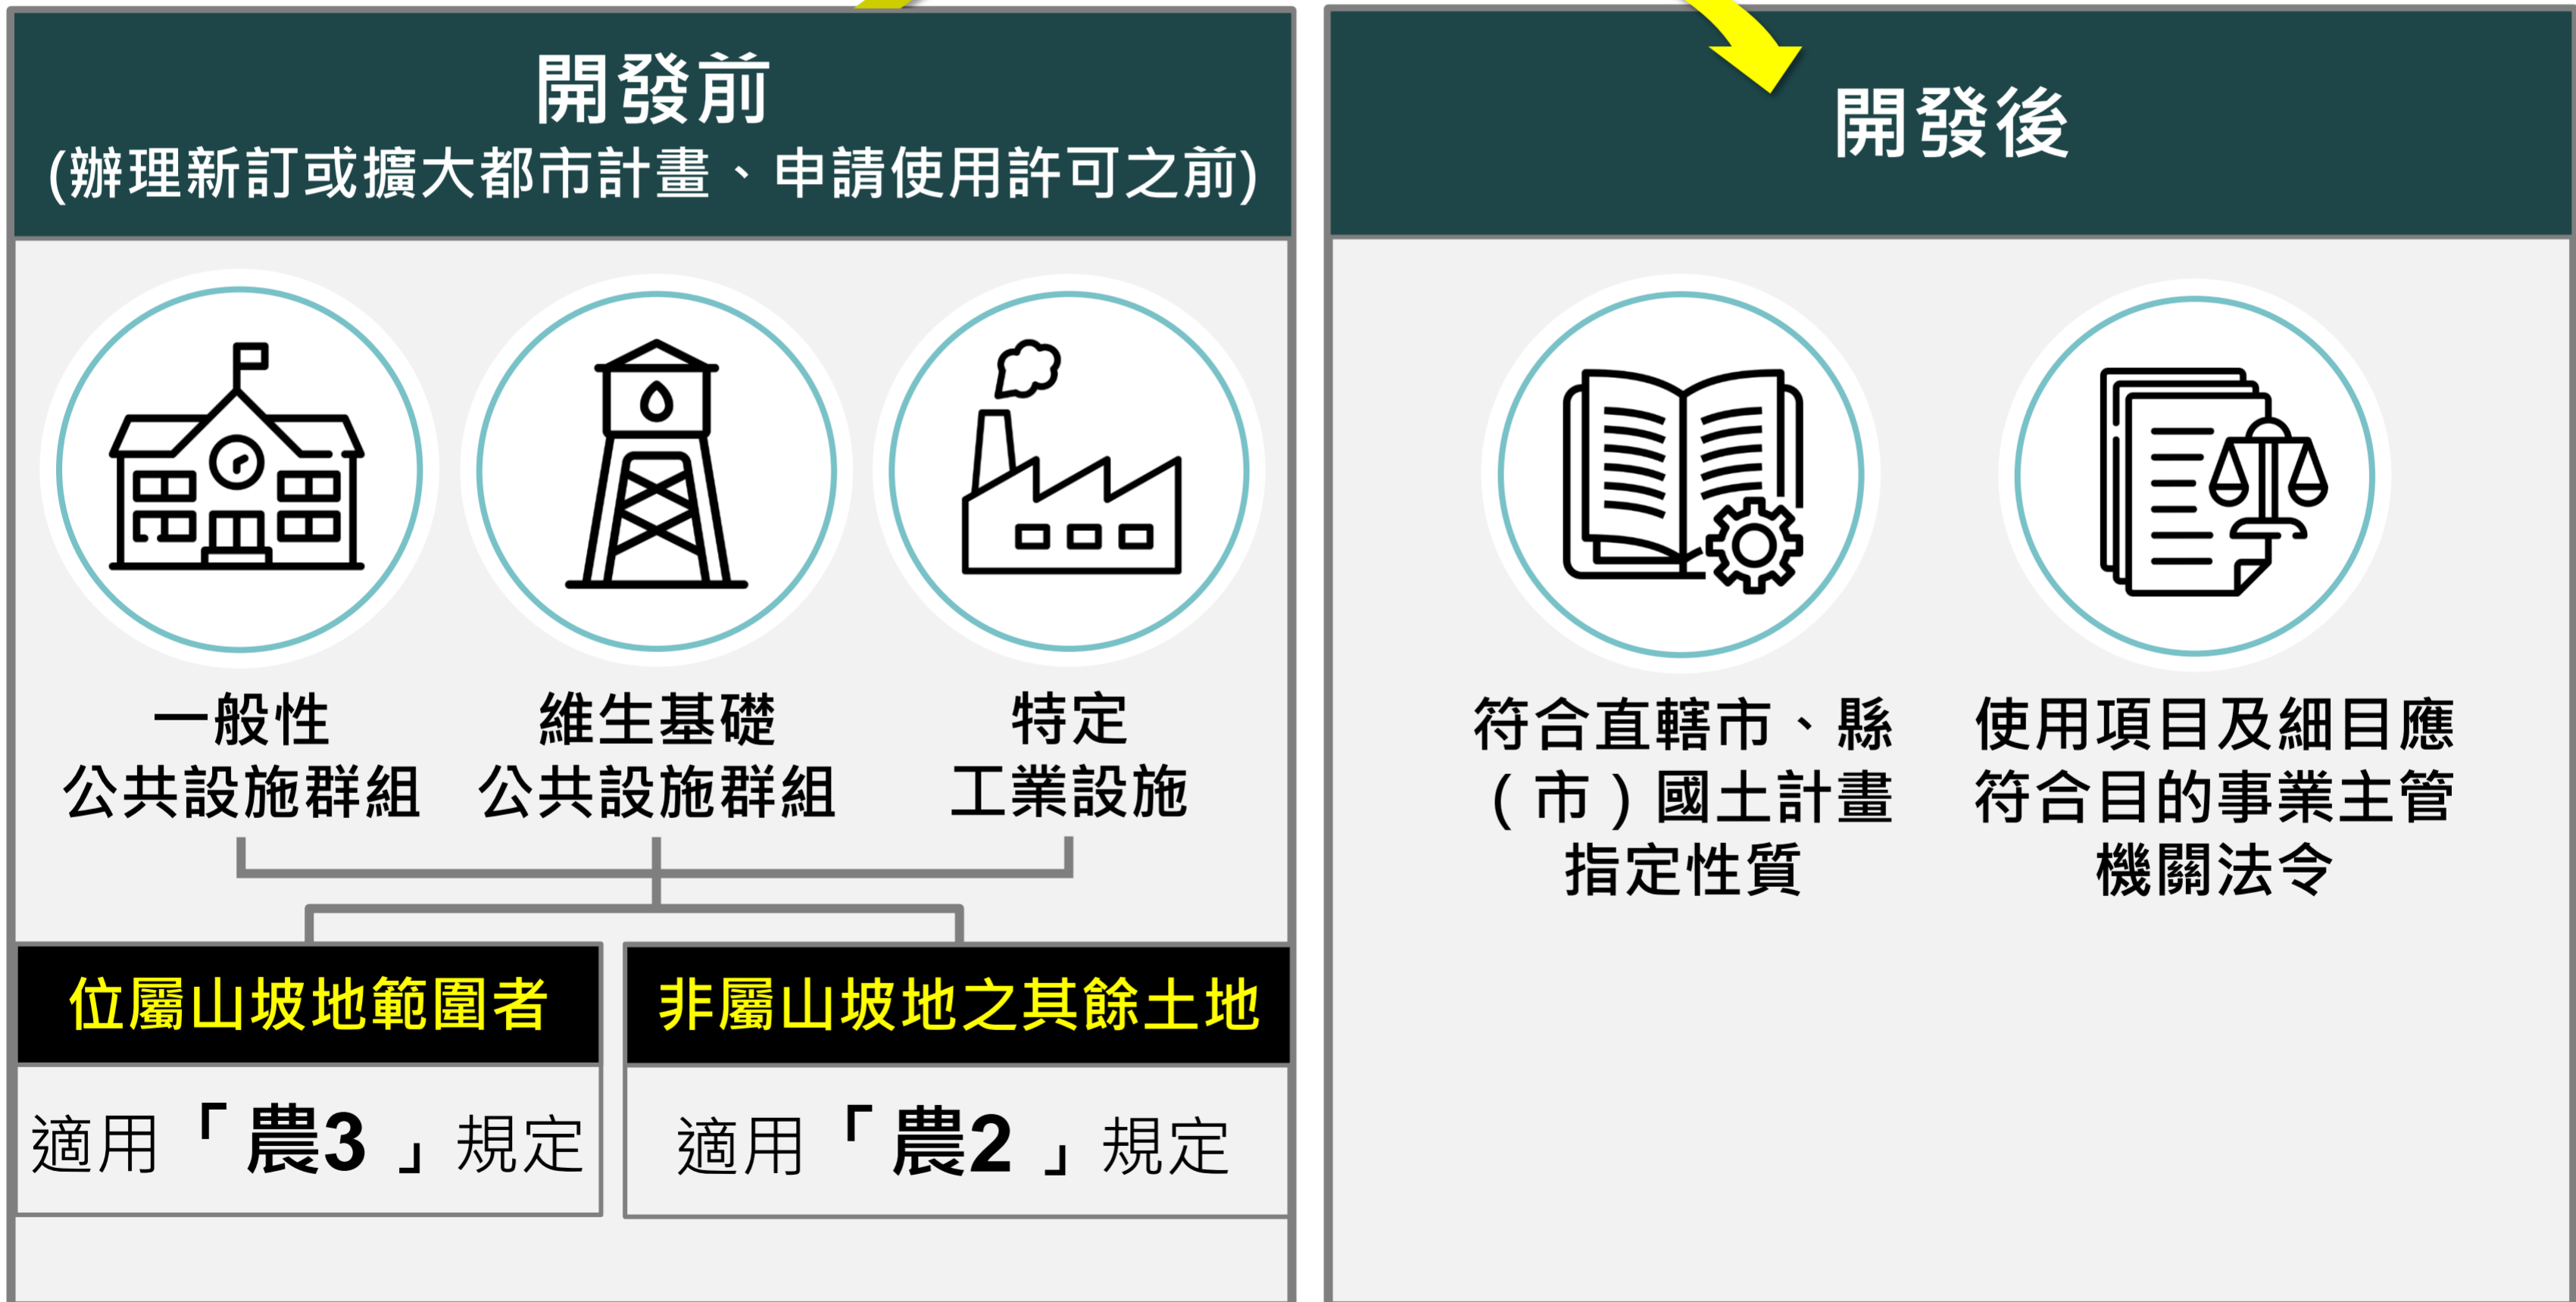 開發前
(辦理新訂或擴大都市計畫、申請使用許可之前)
一般性
公共設施群組
維生基礎
公共設施群組
特定
工業設施
位屬山坡地範圍者
適用「農3」規定
非屬山坡地之其餘土地
適用「農2」規定
開發後
符合直轄市、縣
(市)國土計畫
指定性質
使用項目及細目應
符合目的事業主管
機關法令